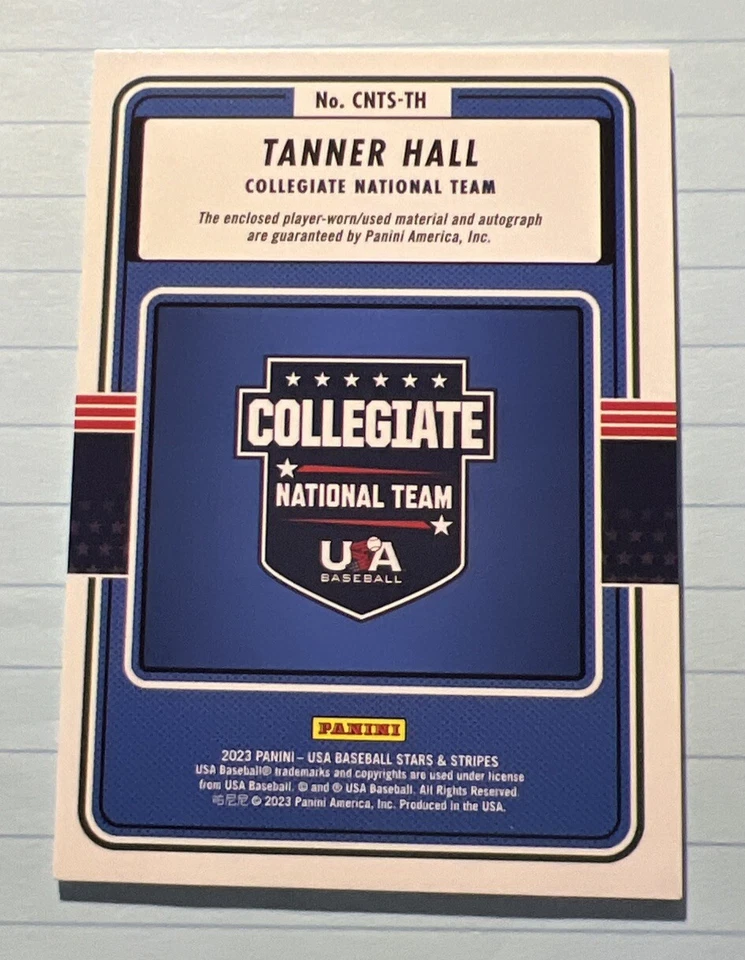 No. CNTS-TH
TANNER HALL
COLLEGIATE NATIONAL TEAM
The enclosed player-worn/used material and autograph
are guaranteed by Panini America, Inc.
COLLEGIATE
NATIONAL TEAM
USA
BASEBALL
PANINI
2023 PANINI – USA BASEBALL STARS & STRIPES
USA Baseball® trademarks and copyrights are used under license
from USA Baseball. © and ® USA Baseball. All Rights Reserved.
帕尼尼 © 2023 Panini America, Inc. Produced in the USA.